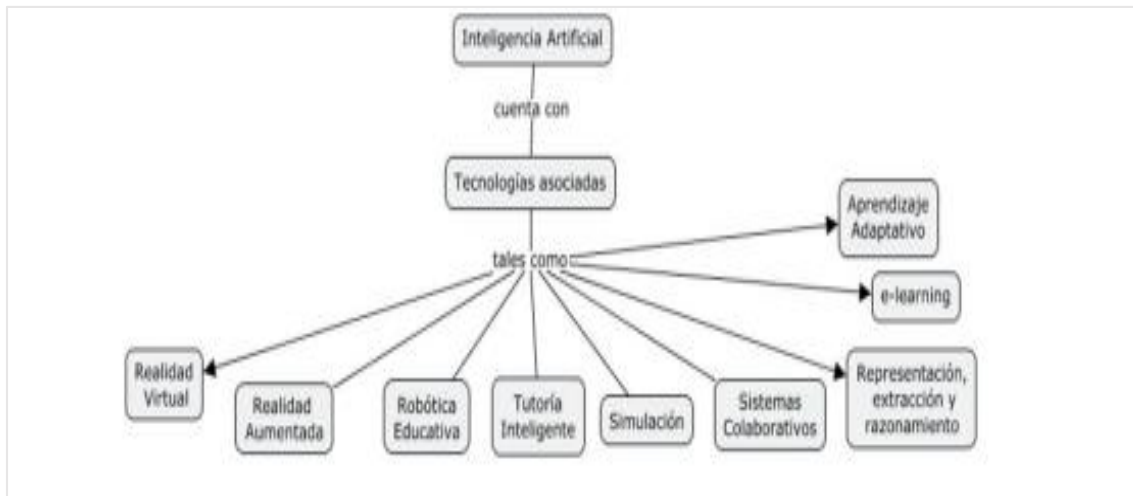 Inteligencia Artificial
cuenta con
Tecnologías asociadas
tales como
Aprendizaje
Adaptativo
e-learning
Realidad
Virtual
Realidad
Aumentada
Robótica
Educativa
Tutoría
Inteligente
Simulación
Sistemas
Colaborativos
Representación,
extracción y
razonamiento